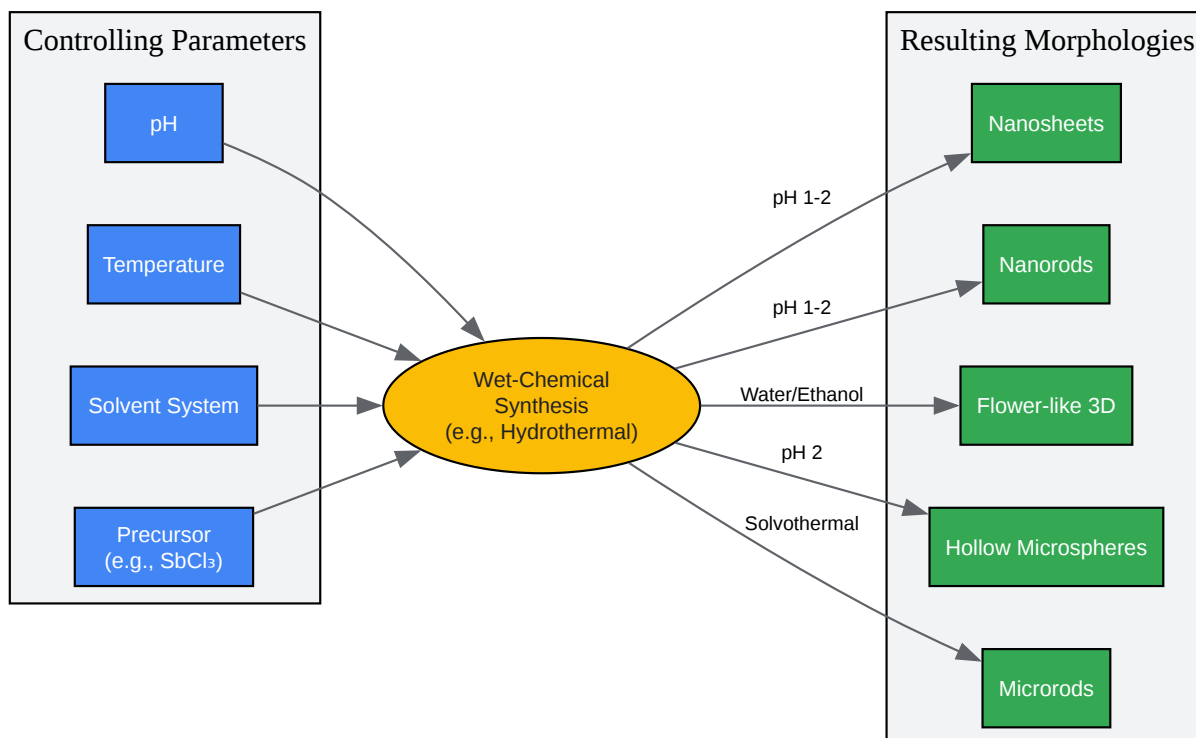 Controlling Parameters
pH
Temperature
Solvent System
Precursor
(e.g., SbCl₃)
Wet-Chemical
Synthesis
(e.g., Hydrothermal)
pH 1-2
pH 1-2
Water/Ethanol
pH 2
Solvothermal
Resulting Morphologies
Nanosheets
Nanorods
Flower-like 3D
Hollow Microspheres
Microrods